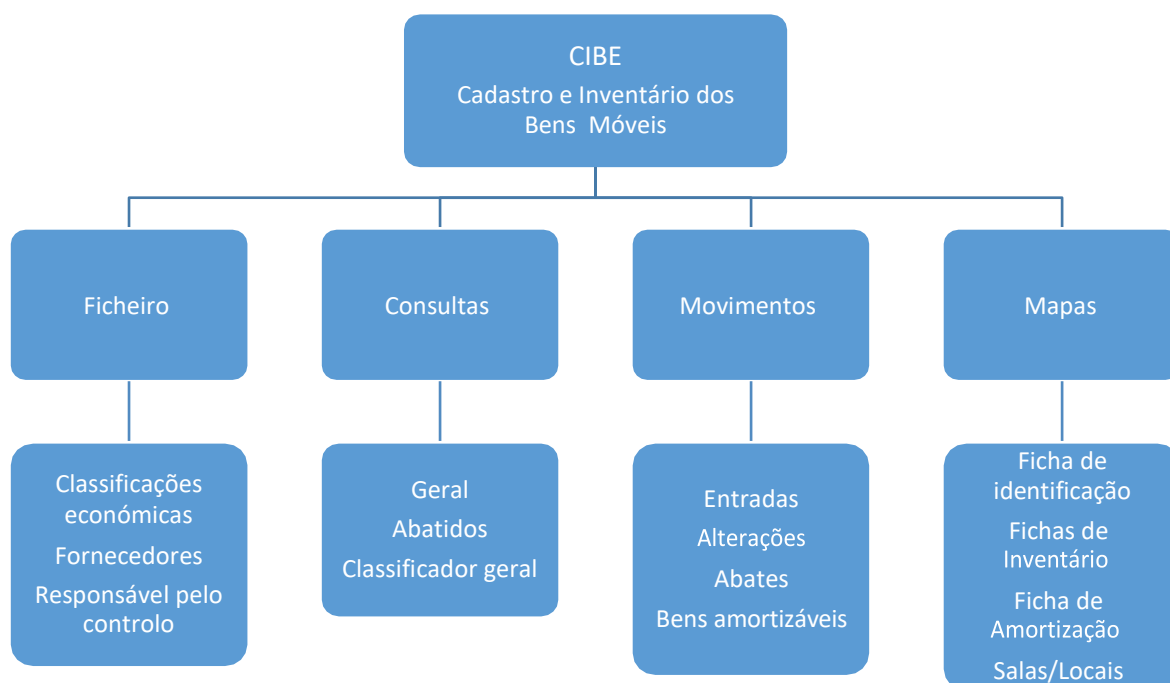 CIBE
Cadastro e Inventário dos
Bens Móveis
Ficheiro
Consultas
Movimentos
Mapas
Classificações
económicas
Fornecedores
Responsável pelo
controlo
Geral
Abatidos
Classificador geral
Entradas
Alterações
Abates
Bens amortizáveis
Ficha de
identificação
Fichas de
Inventário
Ficha de
Amortização
Salas/Locais